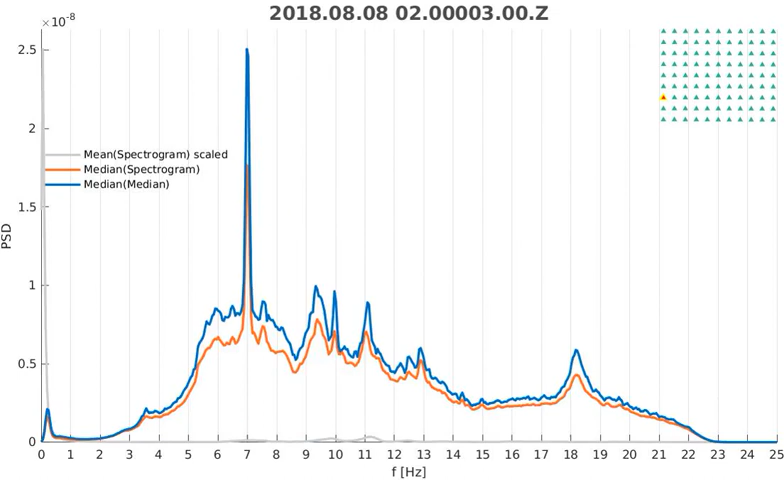 2018.08.08 02.00003.00.Z
×10⁻⁸
2.5
2
1.5
1
0.5
0
PSD
Mean(Spectrogram) scaled
Median(Spectrogram)
Median(Median)
0 1 2 3 4 5 6 7 8 9 10 11 12 13 14 15 16 17 18 19 20 21 22 23 24 25
f [Hz]